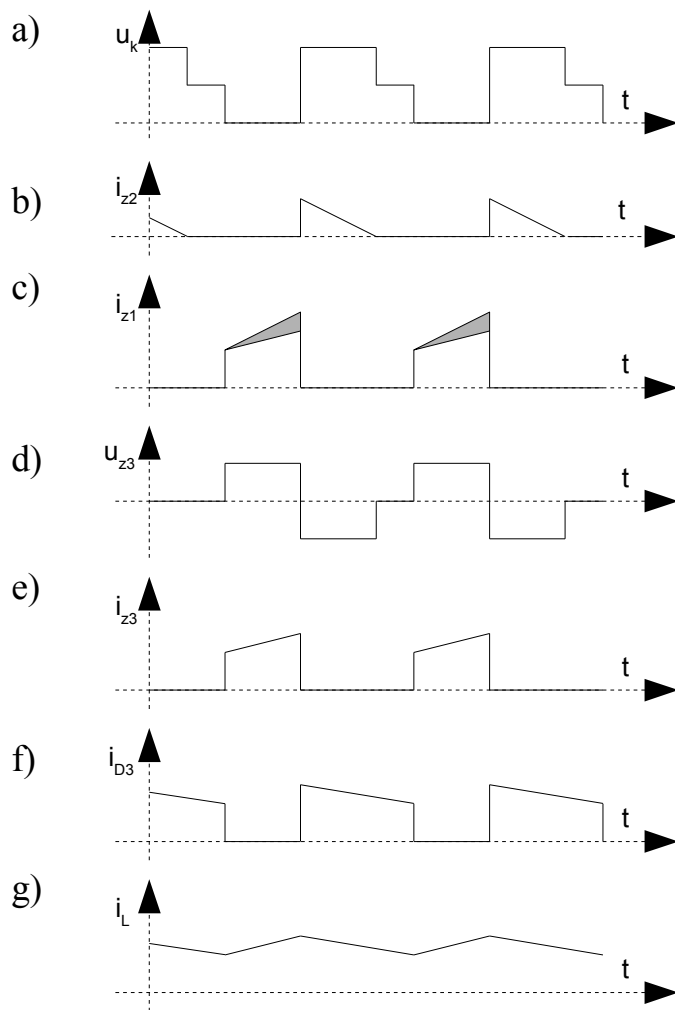 a)
u_k
t
b)
i_z2
t
c)
i_z1
t
d)
u_z3
t
e)
i_z3
t
f)
i_D3
t
g)
i_L
t